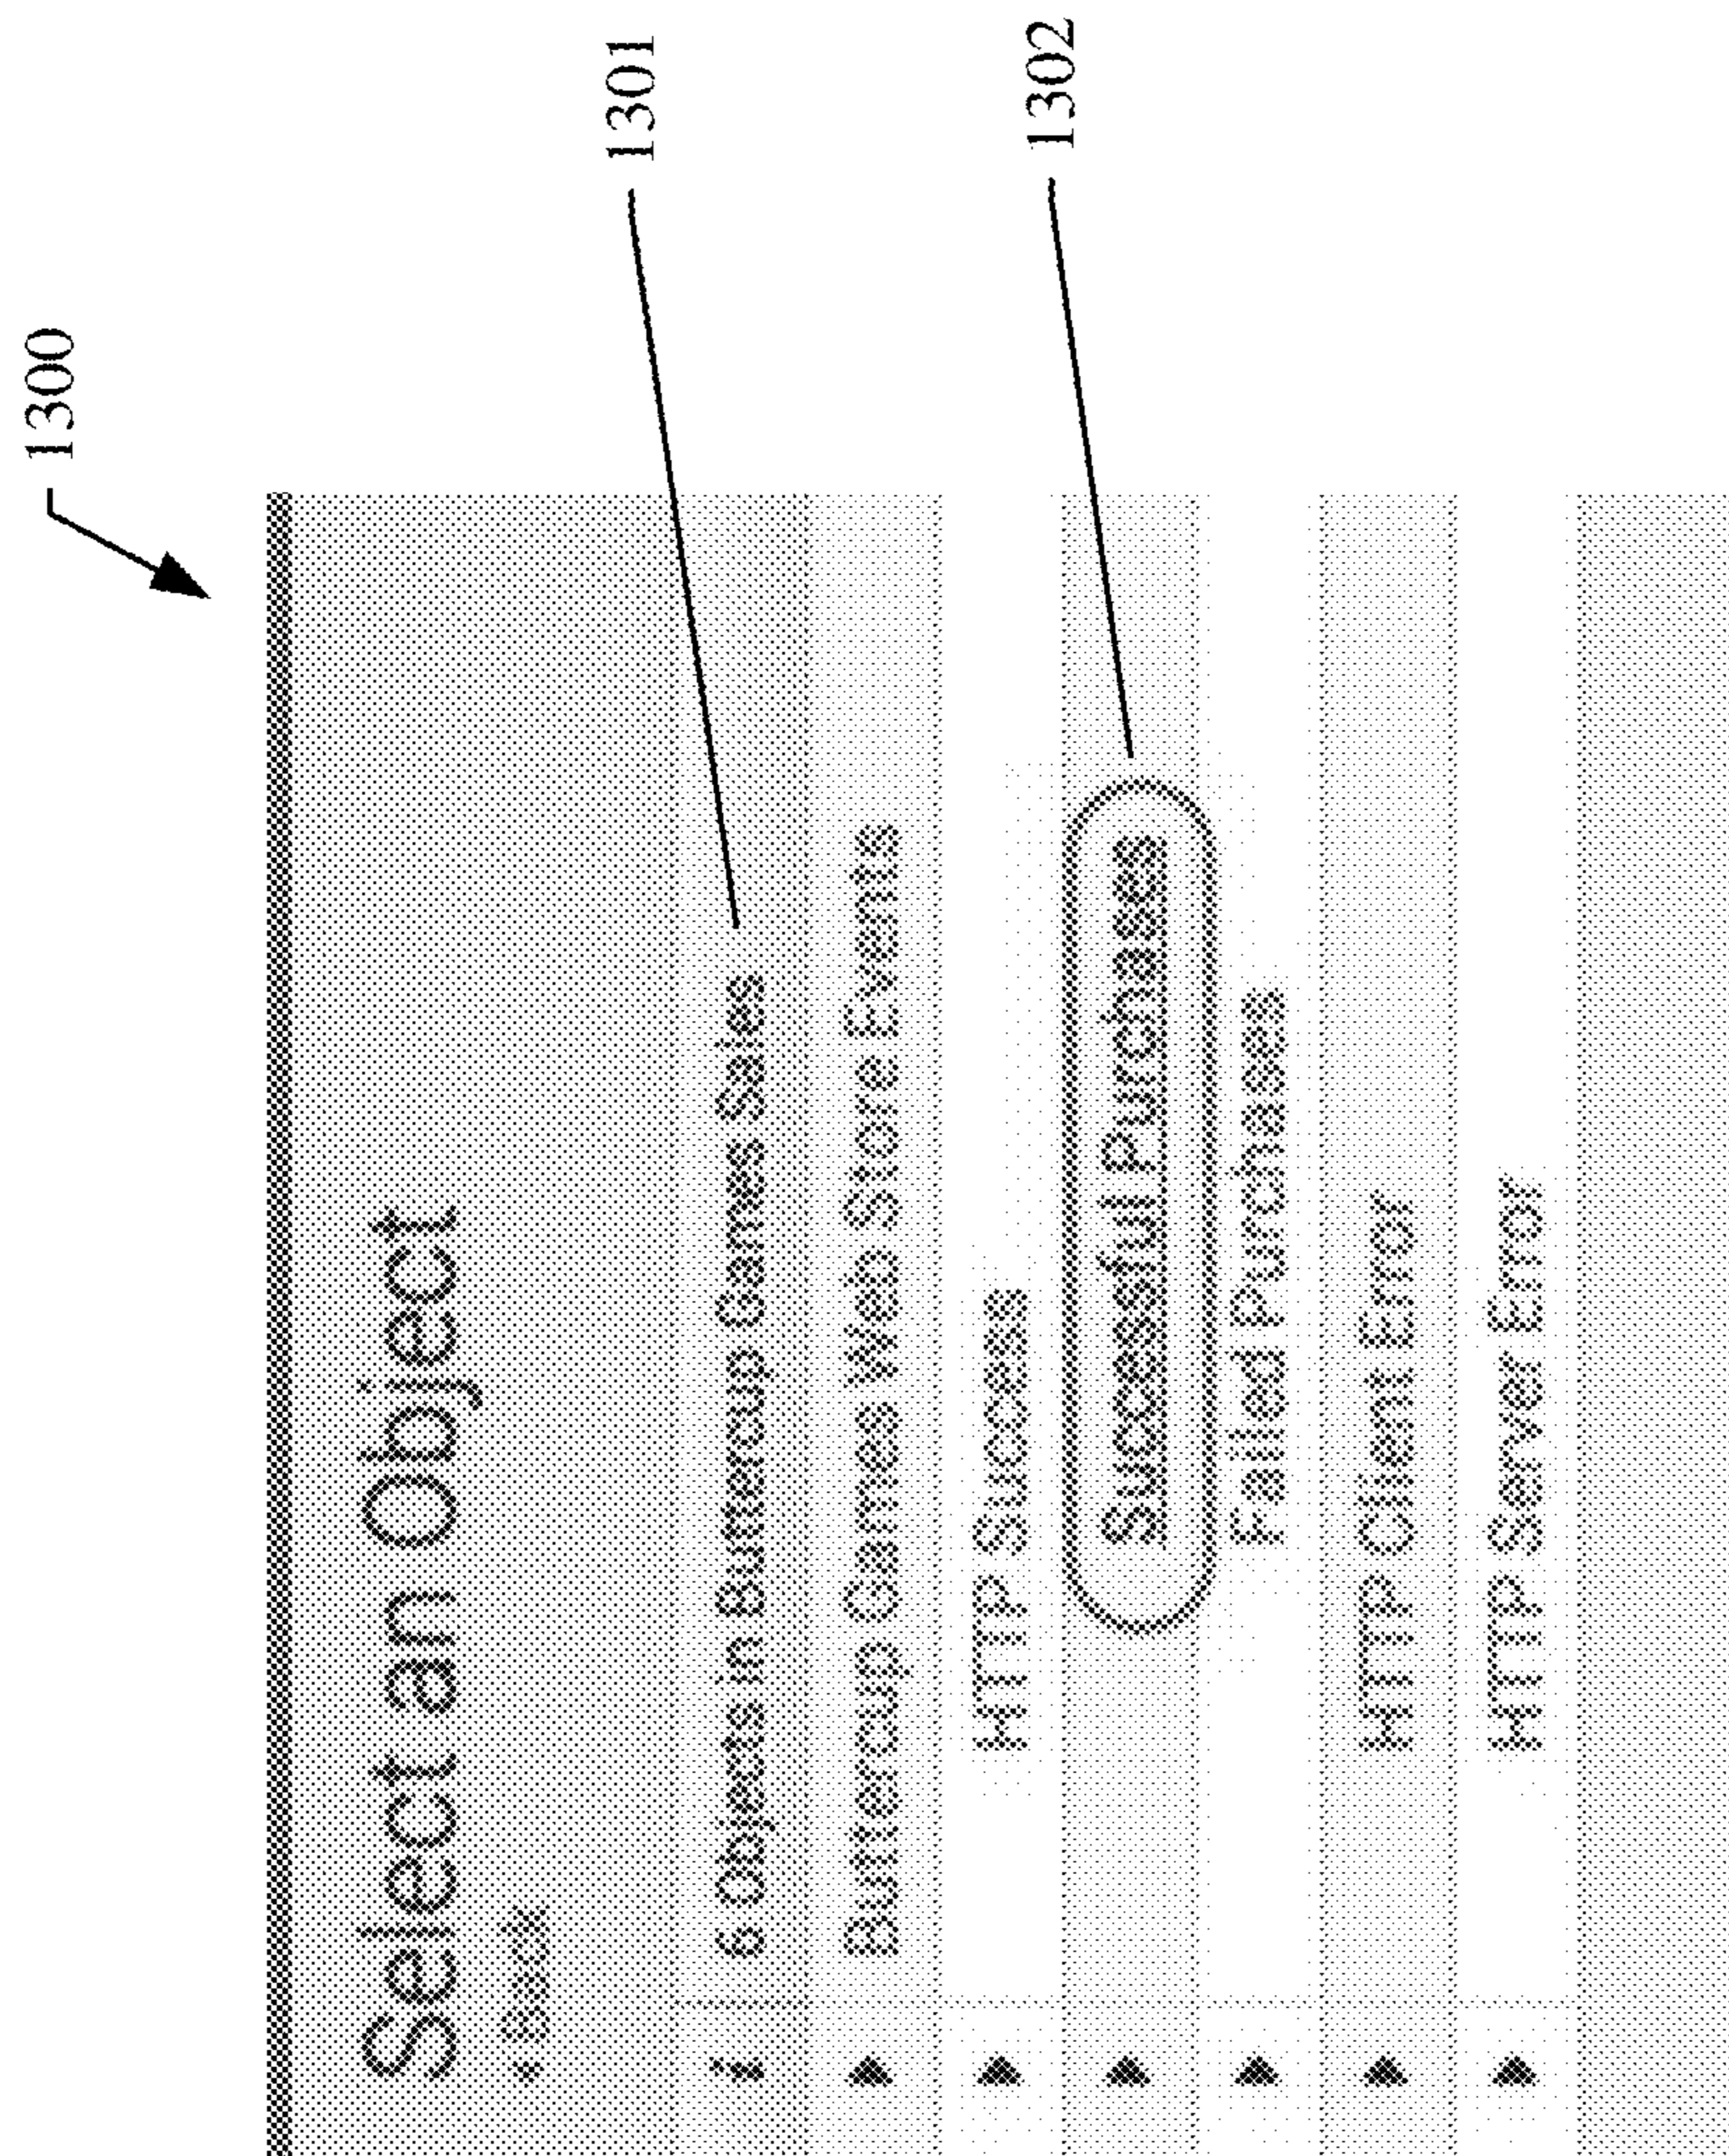 1300
Select an Object
‹ Back
i 6 Objects in Buttercup Games Sales
1301
Buttercup Games Web Store Events
HTTP Success
Successful Purchases
1302
Failed Purchases
HTTP Client Error
HTTP Server Error